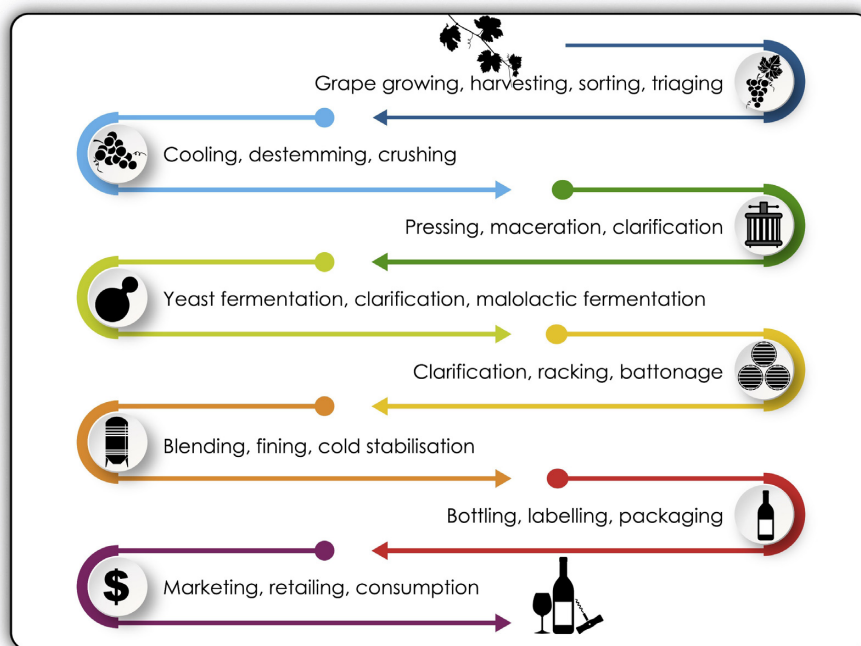 Grape growing, harvesting, sorting, triaging
Cooling, destemming, crushing
Pressing, maceration, clarification
Yeast fermentation, clarification, malolactic fermentation
Clarification, racking, battonage
Blending, fining, cold stabilisation
Bottling, labelling, packaging
$
Marketing, retailing, consumption